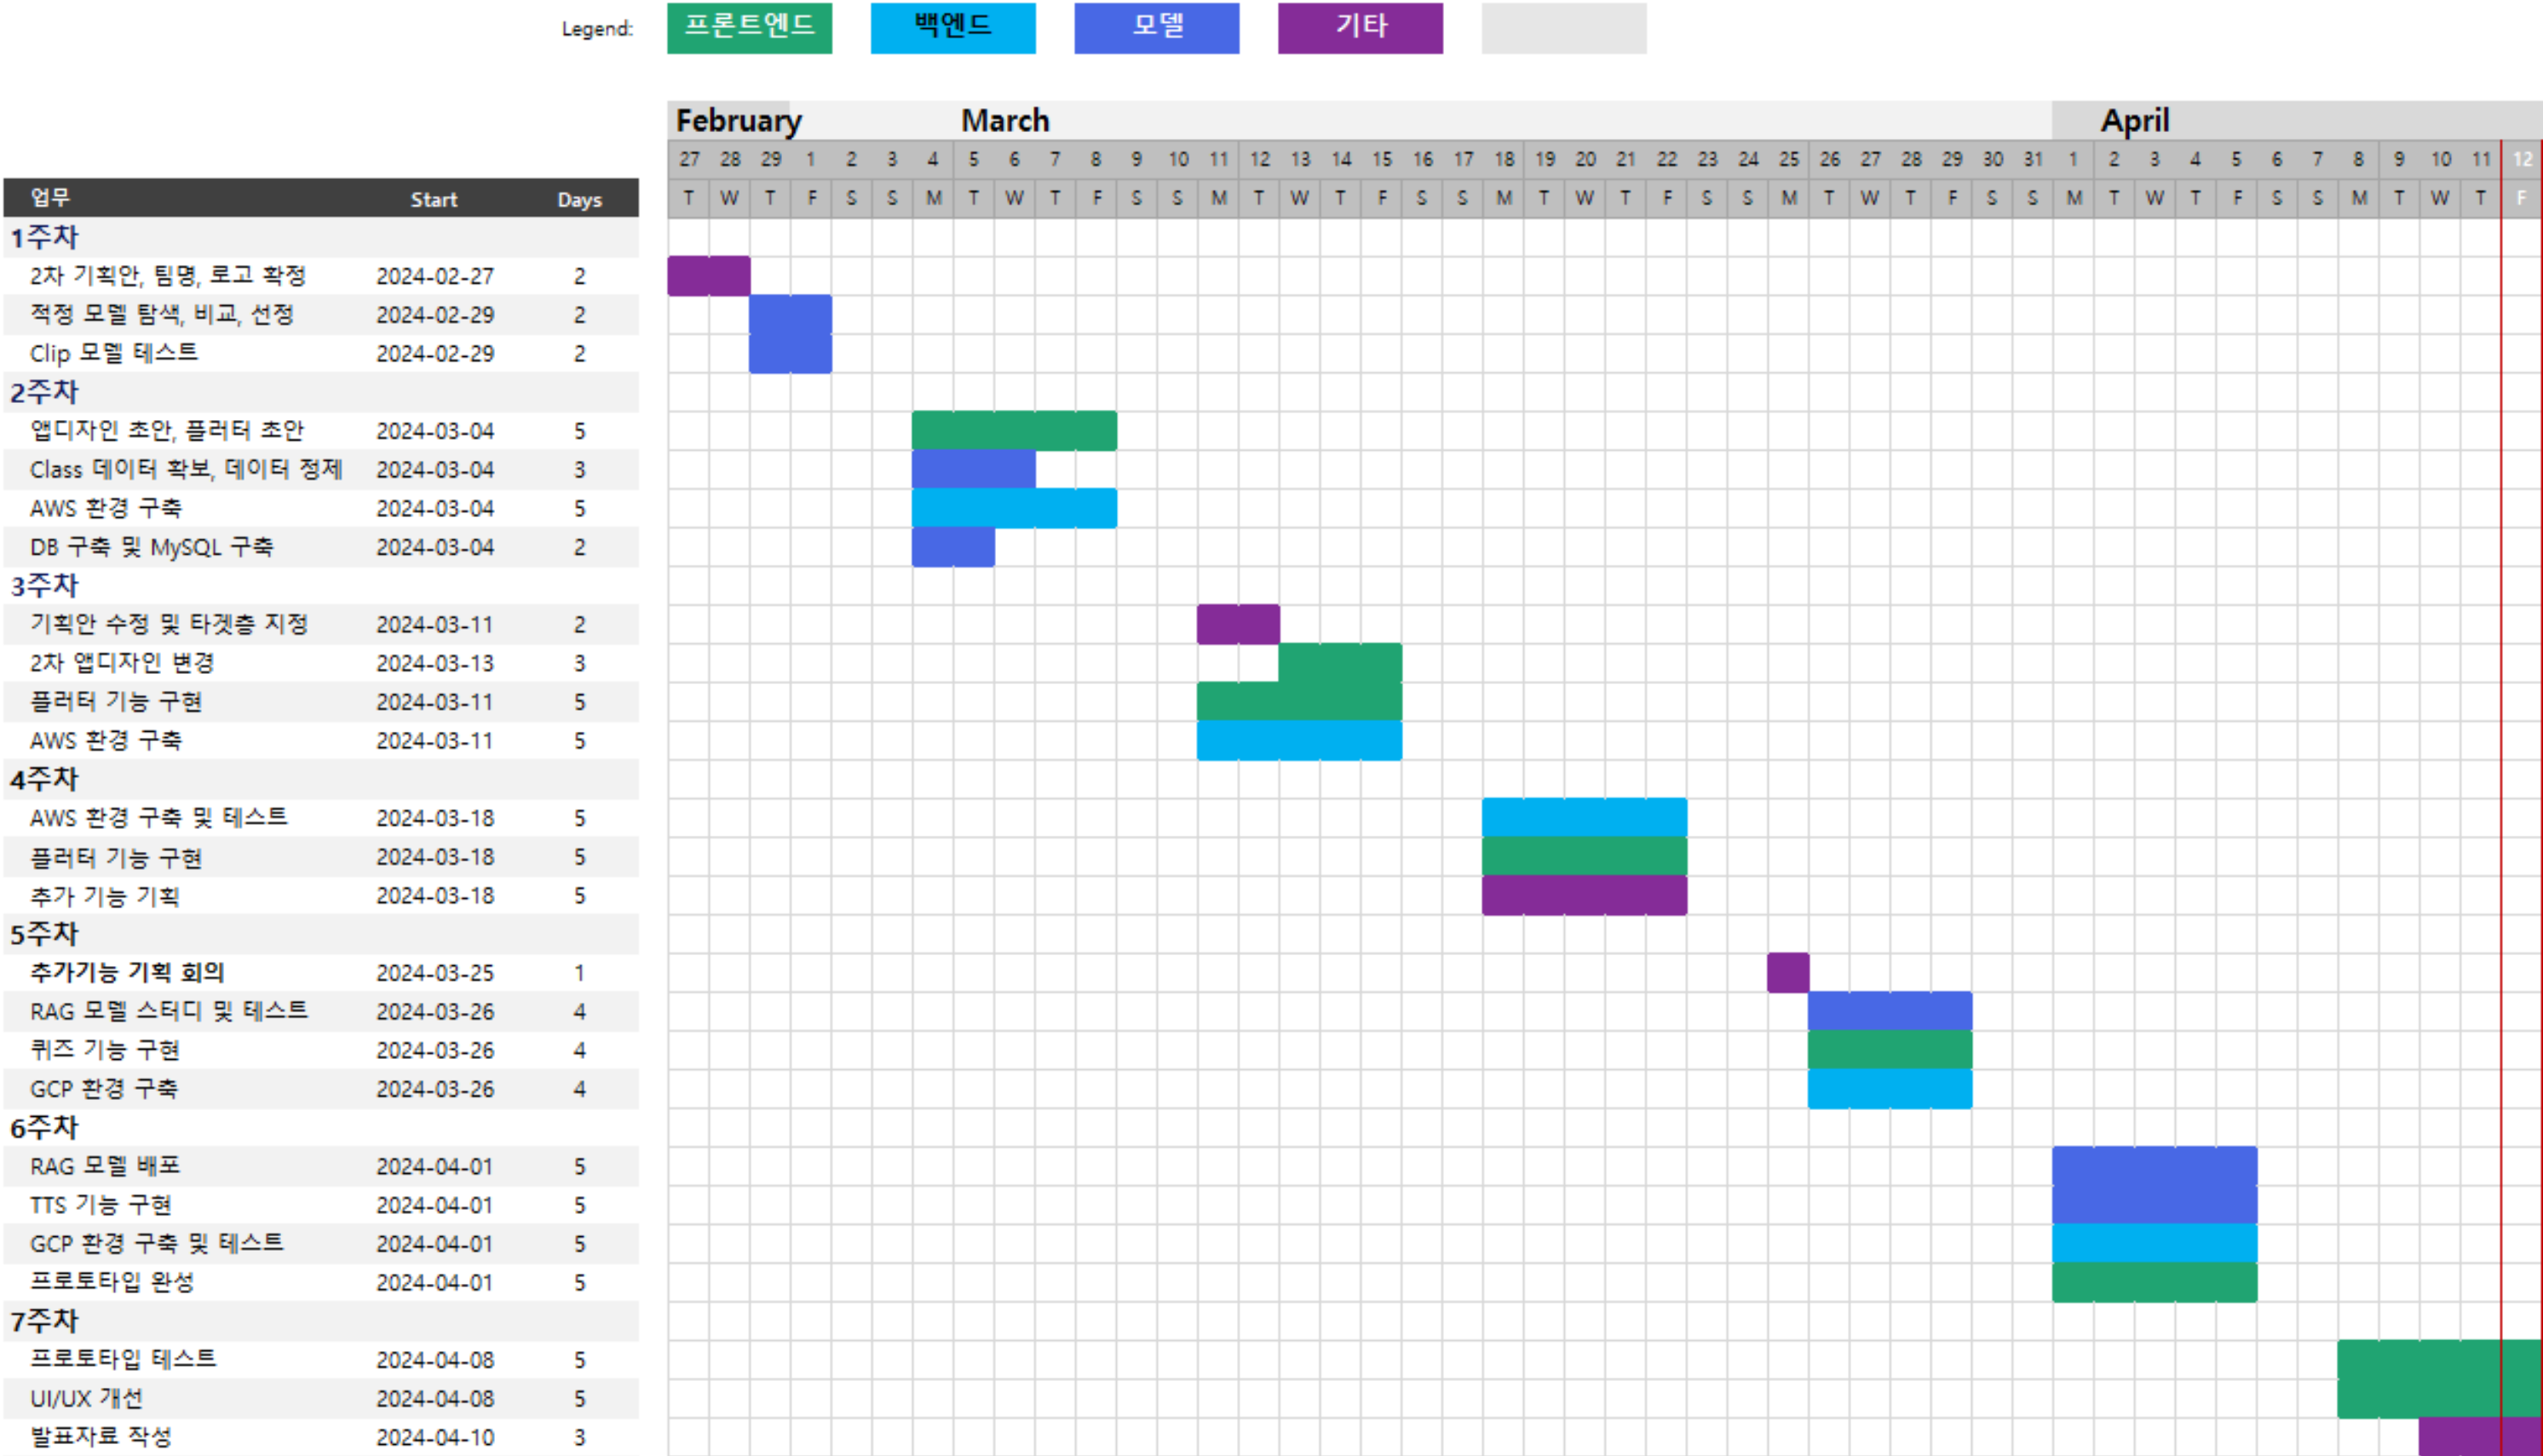 Legend: 프론트엔드 백엔드 모델 기타
February March April
27 28 29 1 2 3 4 5 6 7 8 9 10 11 12 13 14 15 16 17 18 19 20 21 22 23 24 25 26 27 28 29 30 31 1 2 3 4 5 6 7 8 9 10 11 12
업무 Start Days T W T F S S M T W T F S S M T W T F S S M T W T F S S M T W T F S S M T W T F S S M T W T F
1주차
2차 기획안, 팀명, 로고 확정 2024-02-27 2
적정 모델 탐색, 비교, 선정 2024-02-29 2
Clip 모델 테스트 2024-02-29 2
2주차
앱디자인 초안, 플러터 초안 2024-03-04 5
Class 데이터 확보, 데이터 정제 2024-03-04 3
AWS 환경 구축 2024-03-04 5
DB 구축 및 MySQL 구축 2024-03-04 2
3주차
기획안 수정 및 타겟층 지정 2024-03-11 2
2차 앱디자인 변경 2024-03-13 3
플러터 기능 구현 2024-03-11 5
AWS 환경 구축 2024-03-11 5
4주차
AWS 환경 구축 및 테스트 2024-03-18 5
플러터 기능 구현 2024-03-18 5
추가 기능 기획 2024-03-18 5
5주차
추가기능 기획 회의 2024-03-25 1
RAG 모델 스터디 및 테스트 2024-03-26 4
퀴즈 기능 구현 2024-03-26 4
GCP 환경 구축 2024-03-26 4
6주차
RAG 모델 배포 2024-04-01 5
TTS 기능 구현 2024-04-01 5
GCP 환경 구축 및 테스트 2024-04-01 5
프로토타입 완성 2024-04-01 5
7주차
프로토타입 테스트 2024-04-08 5
UI/UX 개선 2024-04-08 5
발표자료 작성 2024-04-10 3